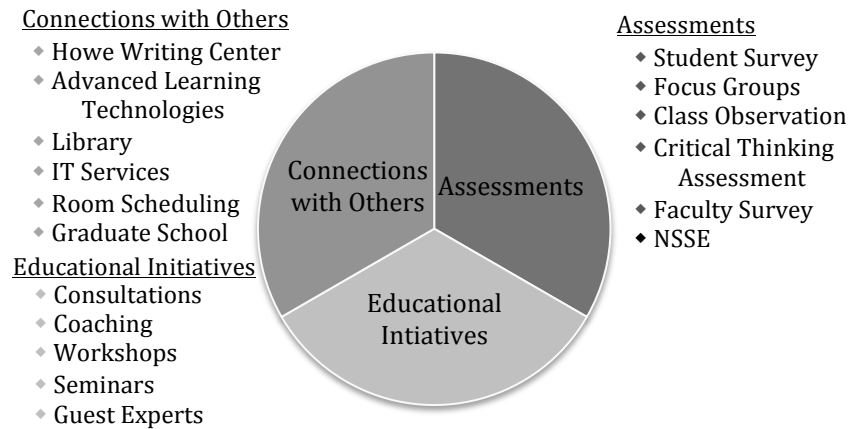 Connections with Others
Howe Writing Center
Advanced Learning
Technologies
Library
IT Services
Room Scheduling
Graduate School
Educational Initiatives
Consultations
Coaching
Workshops
Seminars
Guest Experts
Connections
with Others
Assessments
Educational
Intiatives
Assessments
Student Survey
Focus Groups
Class Observation
Critical Thinking
Assessment
Faculty Survey
NSSE